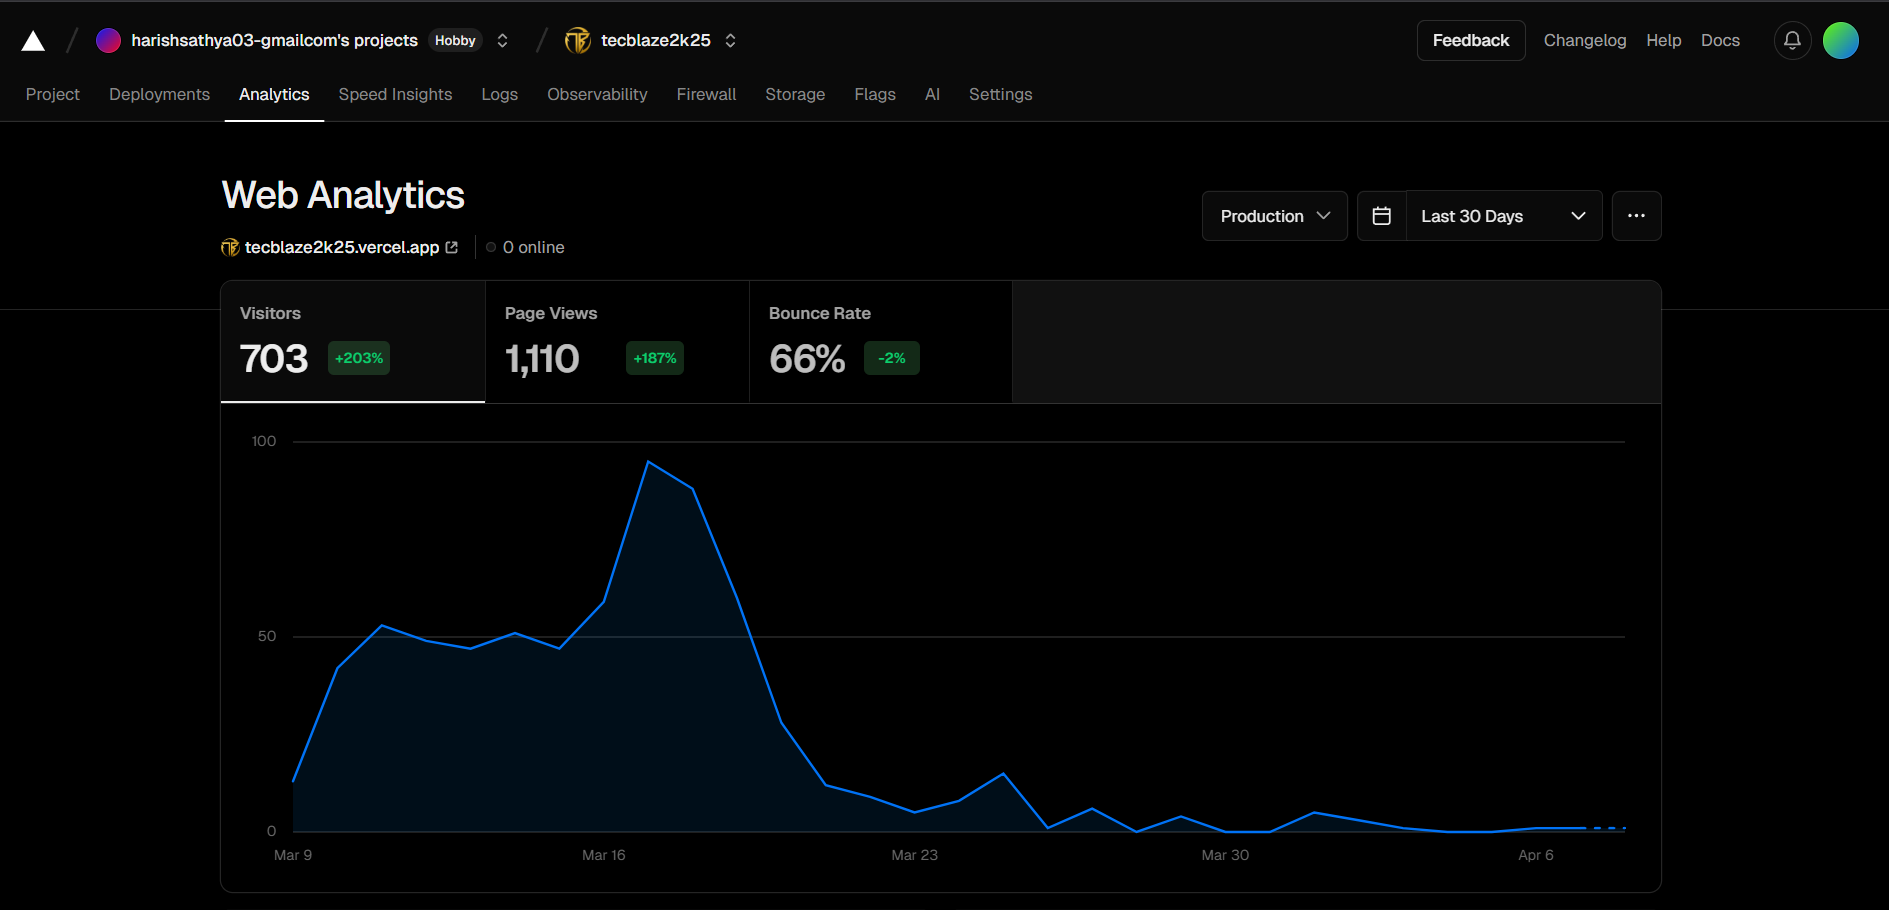 harishsathya03-gmailcom's projects Hobby tecblaze2k25 Feedback Changelog Help Docs
Project Deployments Analytics Speed Insights Logs Observability Firewall Storage Flags AI Settings
Web Analytics
Production Last 30 Days
tecblaze2k25.vercel.app 0 online
Visitors Page Views Bounce Rate
703 +203% 1,110 +187% 66% -2%
100
50
0
Mar 9 Mar 16 Mar 23 Mar 30 Apr 6